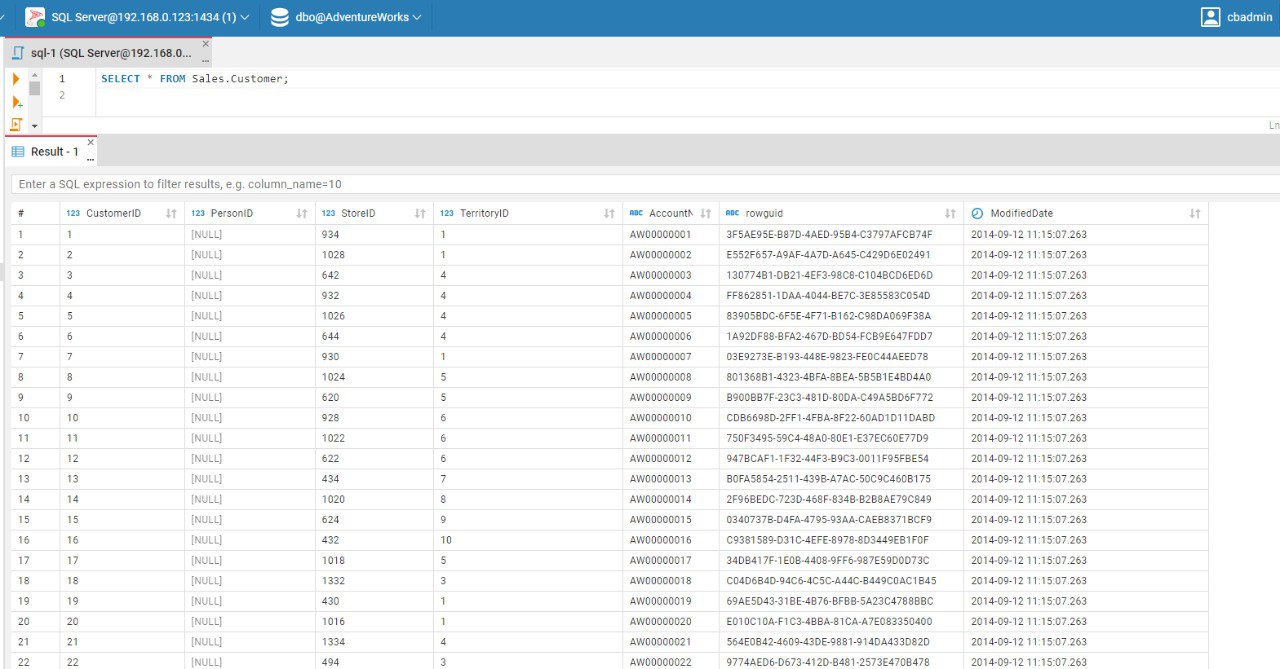 SQL Server@192.168.0.123:1434 (1) dbo@AdventureWorks cbadmin
sql-1 (SQL Server@192.168.0... ...
1 SELECT * FROM Sales.Customer;
2
Ln
Result - 1 ...
Enter a SQL expression to filter results, e.g. column_name=10
# 123 CustomerID 123 PersonID 123 StoreID 123 TerritoryID ABC AccountN ABC rowguid ModifiedDate
1 1 [NULL] 934 1 AW00000001 3F5AE95E-B87D-4AED-95B4-C3797AFCB74F 2014-09-12 11:15:07.263
2 2 [NULL] 1028 1 AW00000002 E552F657-A9AF-4A7D-A645-C429D6E02491 2014-09-12 11:15:07.263
3 3 [NULL] 642 4 AW00000003 130774B1-DB21-4EF3-98C8-C104BCD6ED6D 2014-09-12 11:15:07.263
4 4 [NULL] 932 4 AW00000004 FF862851-1DAA-4044-BE7C-3E85583C054D 2014-09-12 11:15:07.263
5 5 [NULL] 1026 4 AW00000005 83905BDC-6F5E-4F71-B162-C98DA069F38A 2014-09-12 11:15:07.263
6 6 [NULL] 644 4 AW00000006 1A92DF88-BFA2-467D-BD54-FCB9E647FDD7 2014-09-12 11:15:07.263
7 7 [NULL] 930 1 AW00000007 03E9273E-B193-448E-9823-FE0C44AEED78 2014-09-12 11:15:07.263
8 8 [NULL] 1024 5 AW00000008 801368B1-4323-4BFA-8BEA-5B5B1E4BD4A0 2014-09-12 11:15:07.263
9 9 [NULL] 620 5 AW00000009 B900BB7F-23C3-481D-80DA-C49A5BD6F772 2014-09-12 11:15:07.263
10 10 [NULL] 928 6 AW00000010 CDB6698D-2FF1-4FBA-8F22-60AD1D11DABD 2014-09-12 11:15:07.263
11 11 [NULL] 1022 6 AW00000011 750F3495-59C4-48A0-80E1-E37EC60E77D9 2014-09-12 11:15:07.263
12 12 [NULL] 622 6 AW00000012 947BCAF1-1F32-44F3-B9C3-0011F95FBE54 2014-09-12 11:15:07.263
13 13 [NULL] 434 7 AW00000013 B0FA5854-2511-439B-A7AC-50C9C460B175 2014-09-12 11:15:07.263
14 14 [NULL] 1020 8 AW00000014 2F96BEDC-723D-468F-834B-B2B8AE79C849 2014-09-12 11:15:07.263
15 15 [NULL] 624 9 AW00000015 0340737B-D4FA-4795-93AA-CAEB8371BCF9 2014-09-12 11:15:07.263
16 16 [NULL] 432 10 AW00000016 C9381589-D31C-4EFE-8978-8D3449EB1F0F 2014-09-12 11:15:07.263
17 17 [NULL] 1018 5 AW00000017 34DB417F-1E0B-4408-9FF6-987E59D0D73C 2014-09-12 11:15:07.263
18 18 [NULL] 1332 3 AW00000018 C04D6B4D-94C6-4C5C-A44C-B449C0AC1B45 2014-09-12 11:15:07.263
19 19 [NULL] 430 1 AW00000019 69AE5D43-31BE-4B76-BFBB-5A23C4788BBC 2014-09-12 11:15:07.263
20 20 [NULL] 1016 1 AW00000020 E010C10A-F1C3-4BBA-81CA-A7E083350400 2014-09-12 11:15:07.263
21 21 [NULL] 1334 4 AW00000021 564E0B42-4609-43DE-9881-914DA433D82D 2014-09-12 11:15:07.263
22 22 [NULL] 494 3 AW00000022 9774AED6-D673-412D-B481-2573E470B478 2014-09-12 11:15:07.263